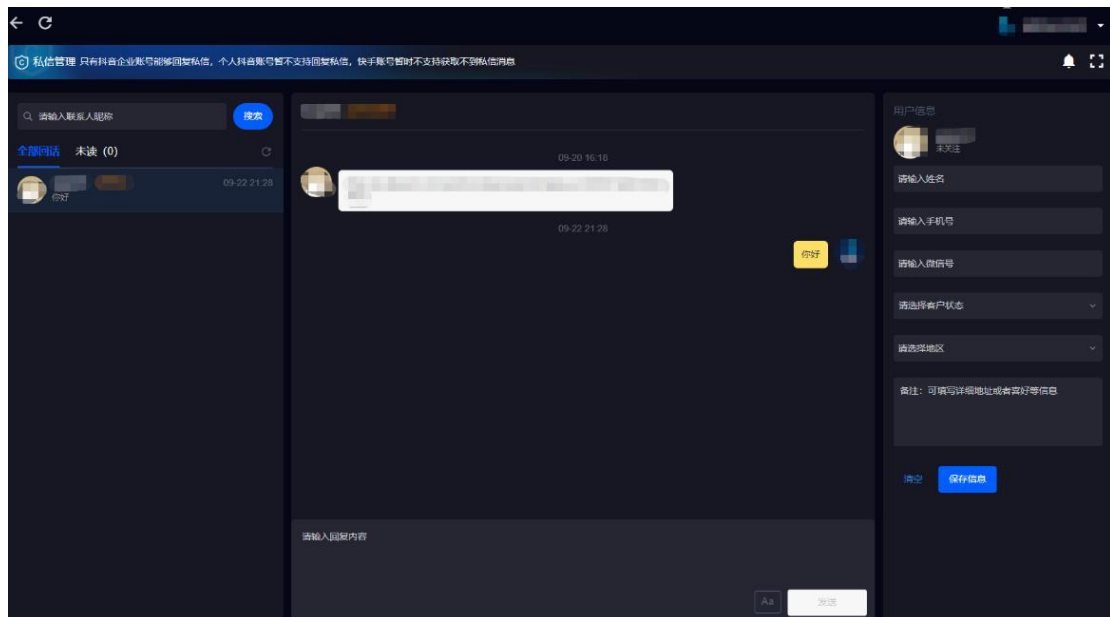 私信管理 只有抖音企业账号能够回复私信，个人抖音账号暂不支持回复私信，快手账号暂时不支持获取不到私信消息
请输入联系人昵称
搜索
全部回话 未读 (0)
09-22 21:28
你好
09-20 16:18
09-22 21:28
你好
请输入回复内容
Aa
发送
用户信息
未关注
请输入姓名
请输入手机号
请输入微信号
请选择客户状态
请选择地区
备注：可填写详细地址或者喜好等信息
清空 保存信息